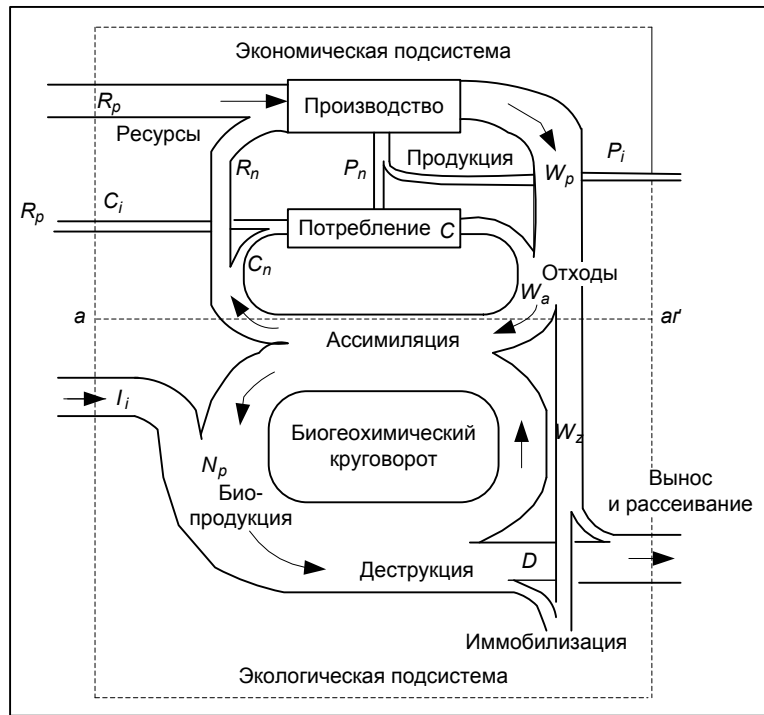 Экономическая подсистема
R_p
Производство
Ресурсы
Продукция
P_i
R_n
P_n
W_p
C_i
R_p
Потребление C
C_n
Отходы
W_a
a
ar'
Ассимиляция
I_i
Биогеохимический
круговорот
W_z
N_p
Био-
продукция
Вынос
и рассеивание
D
Деструкция
Иммобилизация
Экологическая подсистема